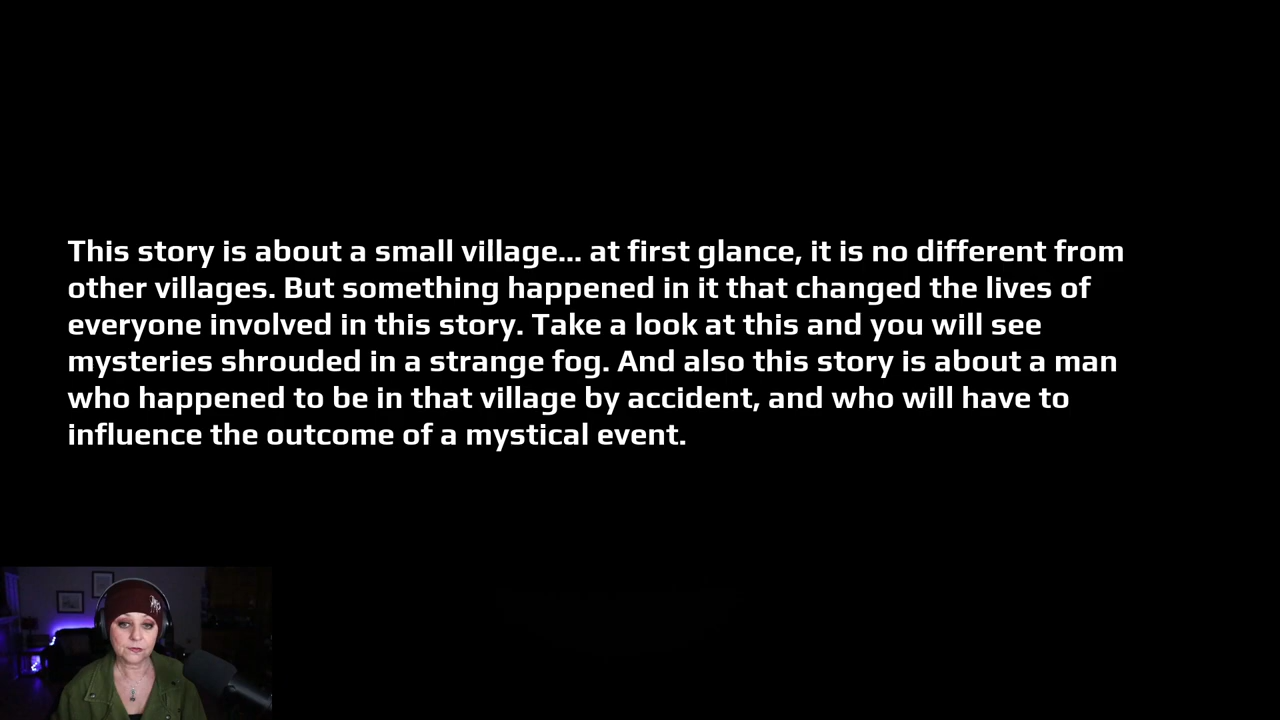 This story is about a small village... at first glance, it is no different from
other villages. But something happened in it that changed the lives of
everyone involved in this story. Take a look at this and you will see
mysteries shrouded in a strange fog. And also this story is about a man
who happened to be in that village by accident, and who will have to
influence the outcome of a mystical event.